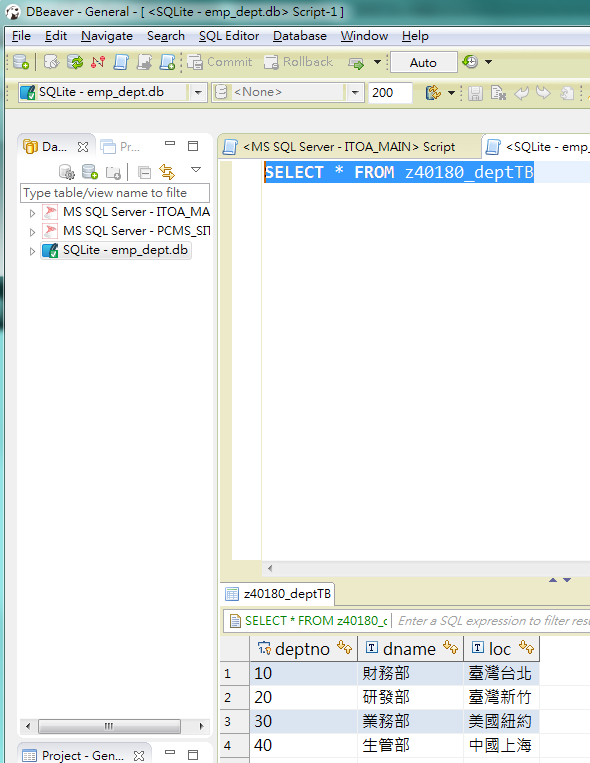 DBeaver - General - [ <SQLite - emp_dept.db> Script-1 ]
File Edit Navigate Search SQL Editor Database Window Help
Commit Rollback Auto
SQLite - emp_dept.db <None> 200
Da... Pr... <MS SQL Server - ITOA_MAIN> Script <SQLite - emp_
SELECT * FROM z40180_deptTB
Type table/view name to filte
MS SQL Server - ITOA_MA
MS SQL Server - PCMS_SIT
SQLite - emp_dept.db
z40180_deptTB
SELECT * FROM z40180_d Enter a SQL expression to filter resu
deptno dname loc
1 10 財務部 臺灣台北
2 20 研發部 臺灣新竹
3 30 業務部 美國紐約
4 40 生管部 中國上海
Project - Gen...